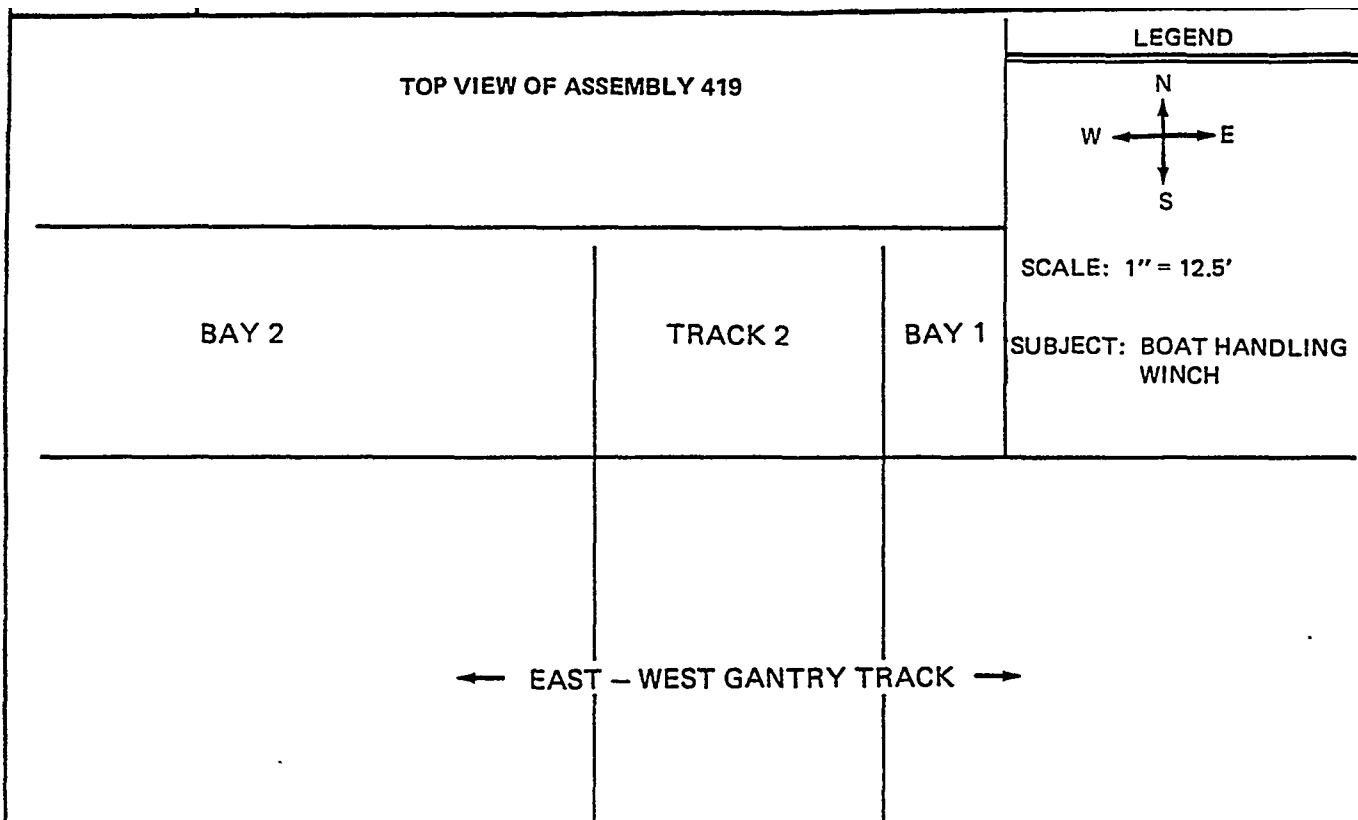 TOP VIEW OF ASSEMBLY 419
LEGEND
N
W E
S
SCALE: 1" = 12.5'
SUBJECT: BOAT HANDLING
WINCH
BAY 2
TRACK 2
BAY 1
EAST – WEST GANTRY TRACK